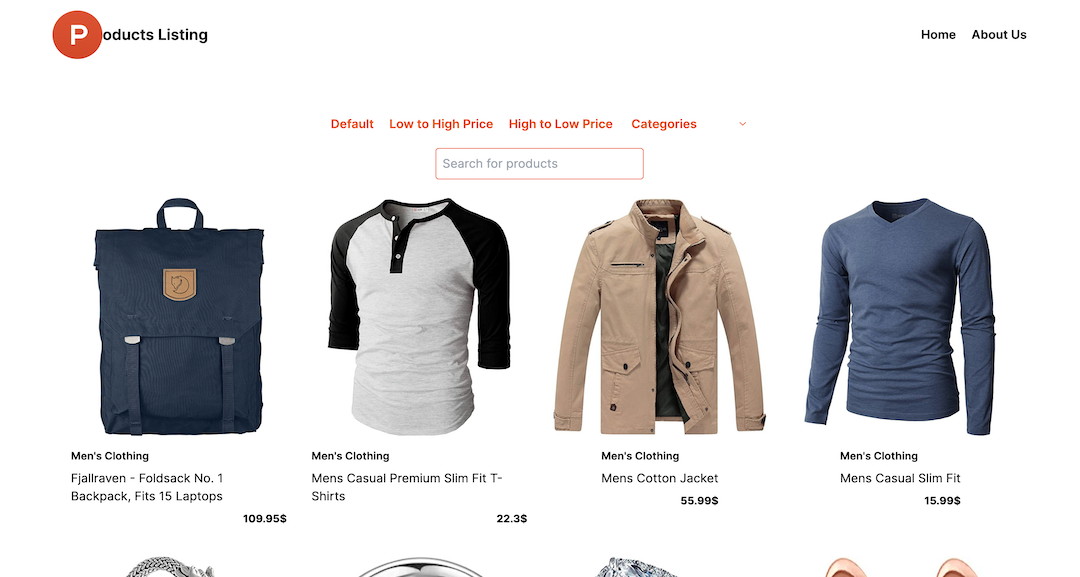 Products Listing
Home
About Us
Default
Low to High Price
High to Low Price
Categories
Search for products
Men's Clothing
Fjallraven - Foldsack No. 1
Backpack, Fits 15 Laptops
109.95$
Men's Clothing
Mens Casual Premium Slim Fit T-
Shirts
22.3$
Men's Clothing
Mens Cotton Jacket
55.99$
Men's Clothing
Mens Casual Slim Fit
15.99$